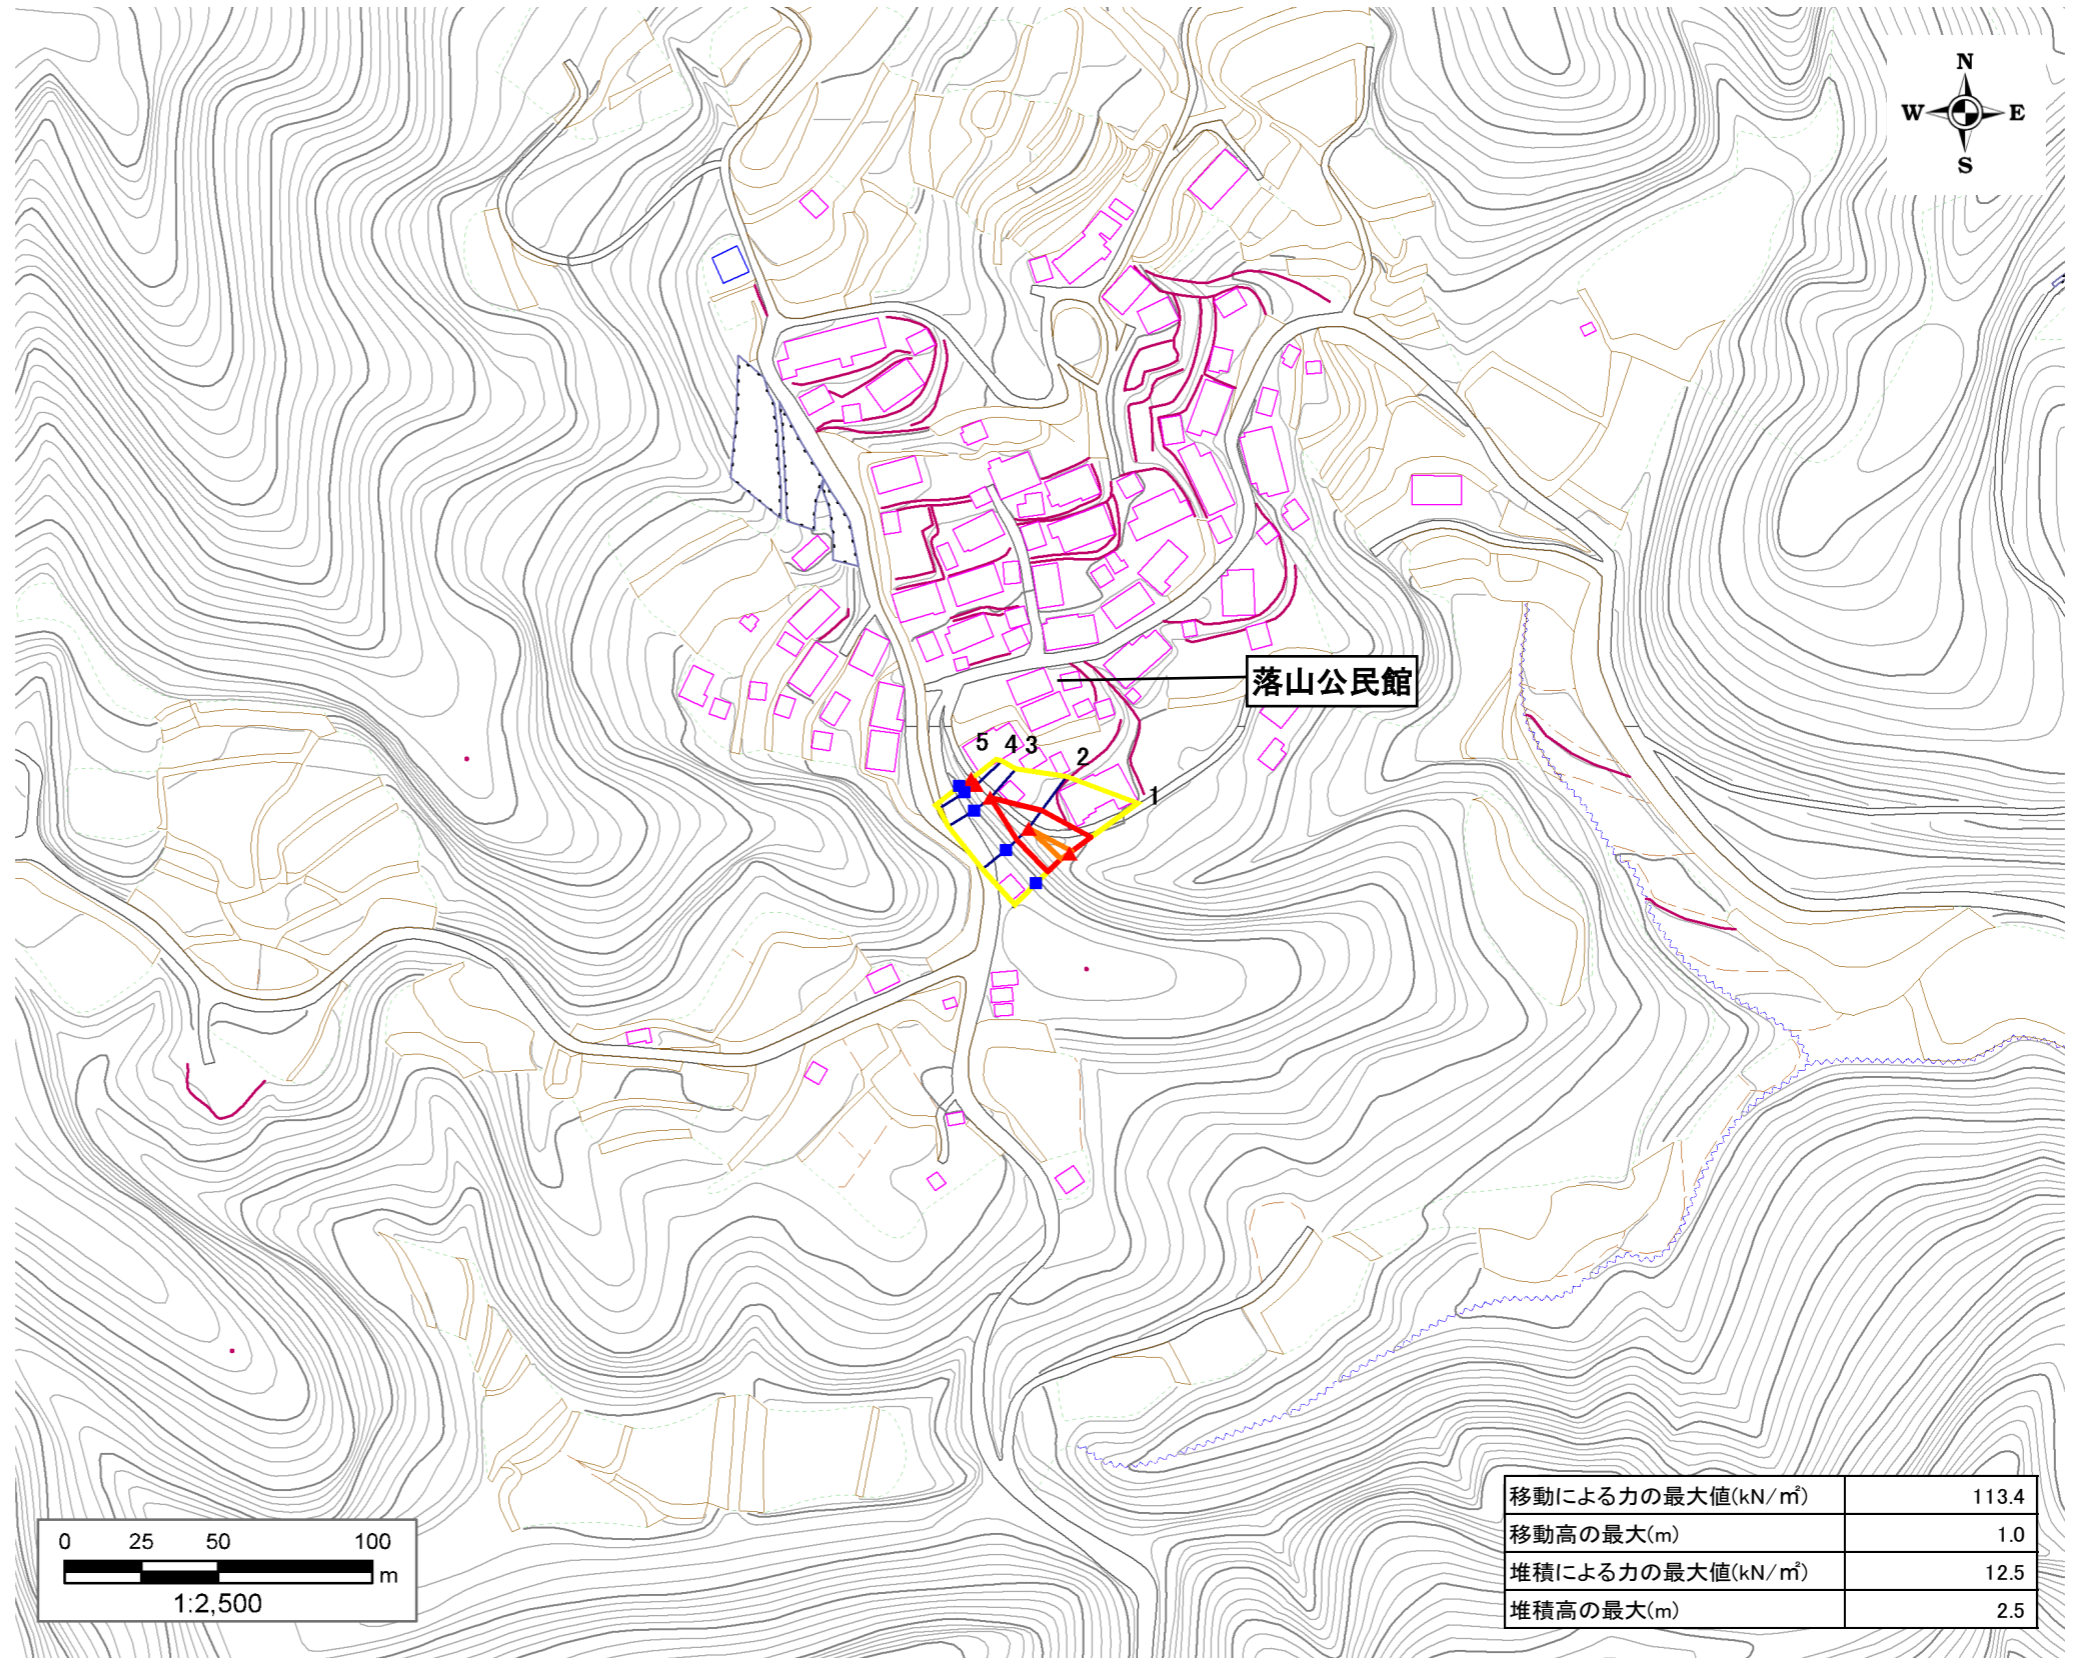 N
W E
S
落山公民館
5 4 3 2 1
移動による力の最大値(kN/㎡) 113.4
移動高の最大(m) 1.0
堆積による力の最大値(kN/㎡) 12.5
堆積高の最大(m) 2.5
0 25 50 100
m
1:2,500